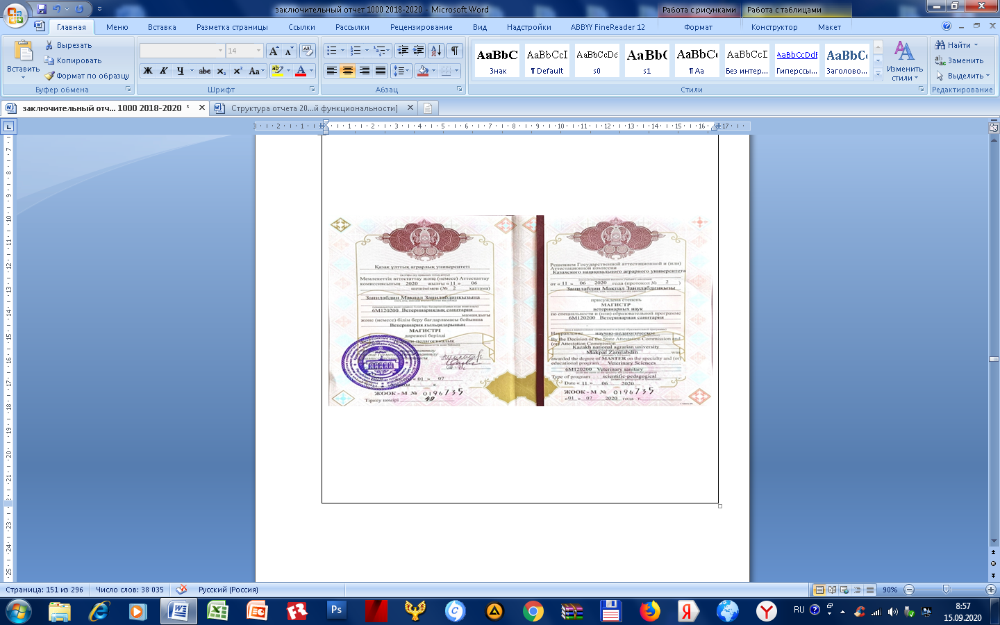 заключительный отчет 1000 2018-2020 - Microsoft Word
Работа с рисунками
Работа с таблицами
Главная
Меню
Вставка
Разметка страницы
Ссылки
Рассылки
Рецензирование
Вид
Надстройки
ABBYY FineReader 12
Формат
Конструктор
Макет
Вставить
Вырезать
Копировать
Формат по образцу
Буфер обмена
14
Ж К Ч abc x₂ x² Aa
Шрифт
Абзац
AaBbC
Знак
AaBbCcI
¶ Default
AaBbCcDc
s0
AaBb(
s1
AaBbC
¶ Aa
AaBbCcI
Без интер...
AaBbCcDdE
Гиперссы...
AaBbC
Заголово...
Стили
Изменить стили
Найти
Заменить
Выделить
Редактирование
заключительный отч... 1000 2018-2020 *
Структура отчета 20...й функциональности]
Қазақ ұлттық аграрлық университеті
Мемлекеттік аттестаттау және (немесе) Аттестаттау
комиссиясының 2020 жылғы « 11 » 06
шешімімен (№ 2 хаттама)
Занилабдин Макпал Занилабдинкызына
6М120200 Ветеринариялық санитария
мамандығы
және (немесе) білім беру бағдарламасы бойынша
Ветеринария ғылымдарының
МАГИСТРІ
дәрежесі берілді
« 01 » 07
ЖООК-М № 0196735
Тіркеу нөмірі 49
Решением Государственной аттестационной и (или)
Аттестационной комиссии
Казахского национального аграрного университета
от « 11 » 06 2020 года (протокол № 2 )
Занилабдин Макпал Занилабдинкызы
присуждена степень
МАГИСТР
ветеринарных наук
по специальности и (или) образовательной программе
6М120200 Ветеринарная санитария
Направление научно-педагогическое
By the Decision of the State Attestation Commission and
(or) Attestation Commission
Kazakh national agrarian university
Makpal Zanilabdin was
awarded the degree of MASTER on the specialty and (or)
educational program Veterinary Sciences
6M120200 Veterinary sanitary
Type of program scientific-pedagogical
Date « 11 » 06 2020
ЖООК-М № 0196735
«01 » 07 2020 года г.
Страница: 151 из 296
Число слов: 38 035
Русский (Россия)
90%
RU
8:57
15.09.2020